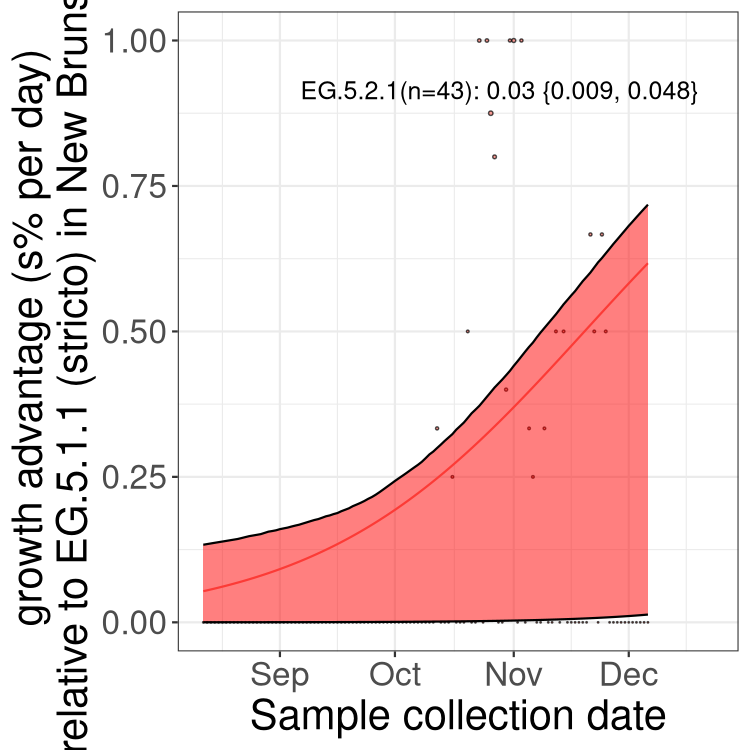 growth advantage (s% per day)
relative to EG.5.1.1 (stricto) in New Bruns
1.00
0.75
0.50
0.25
0.00
EG.5.2.1(n=43): 0.03 {0.009, 0.048}
Sep Oct Nov Dec
Sample collection date